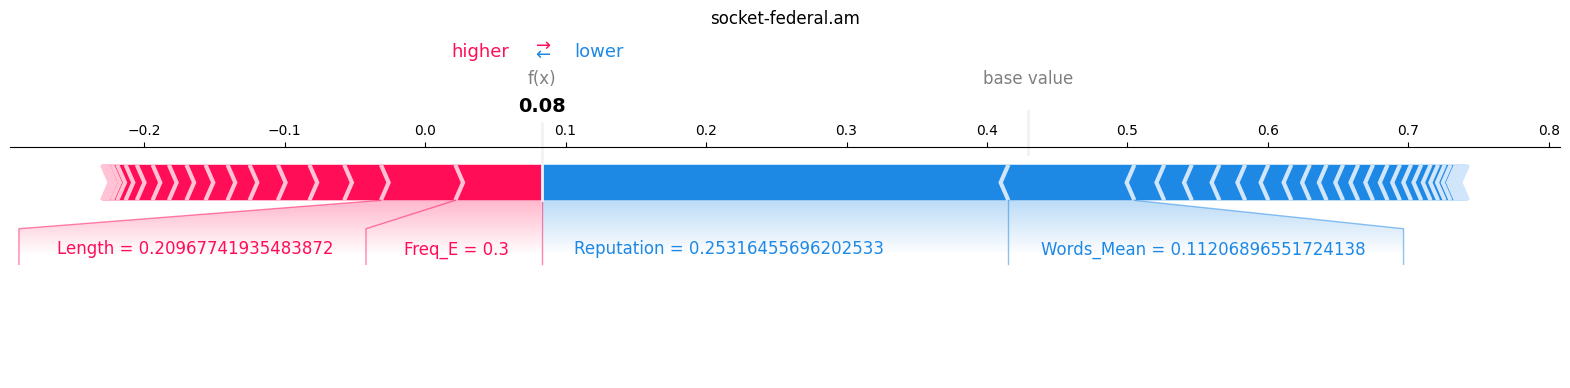 socket-federal.am
higher ⇄ lower
f(x) base value
0.08
−0.2 −0.1 0.0 0.1 0.2 0.3 0.4 0.5 0.6 0.7 0.8
Length = 0.20967741935483872 Freq_E = 0.3 Reputation = 0.25316455696202533 Words_Mean = 0.11206896551724138